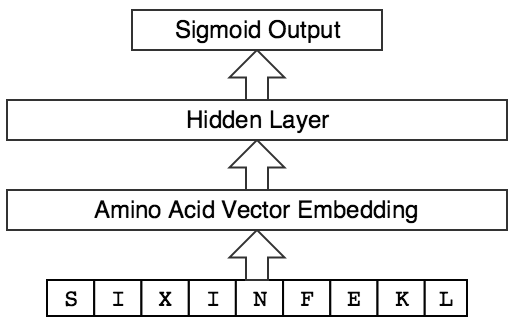 Sigmoid Output
Hidden Layer
Amino Acid Vector Embedding
S I X I N F E K L